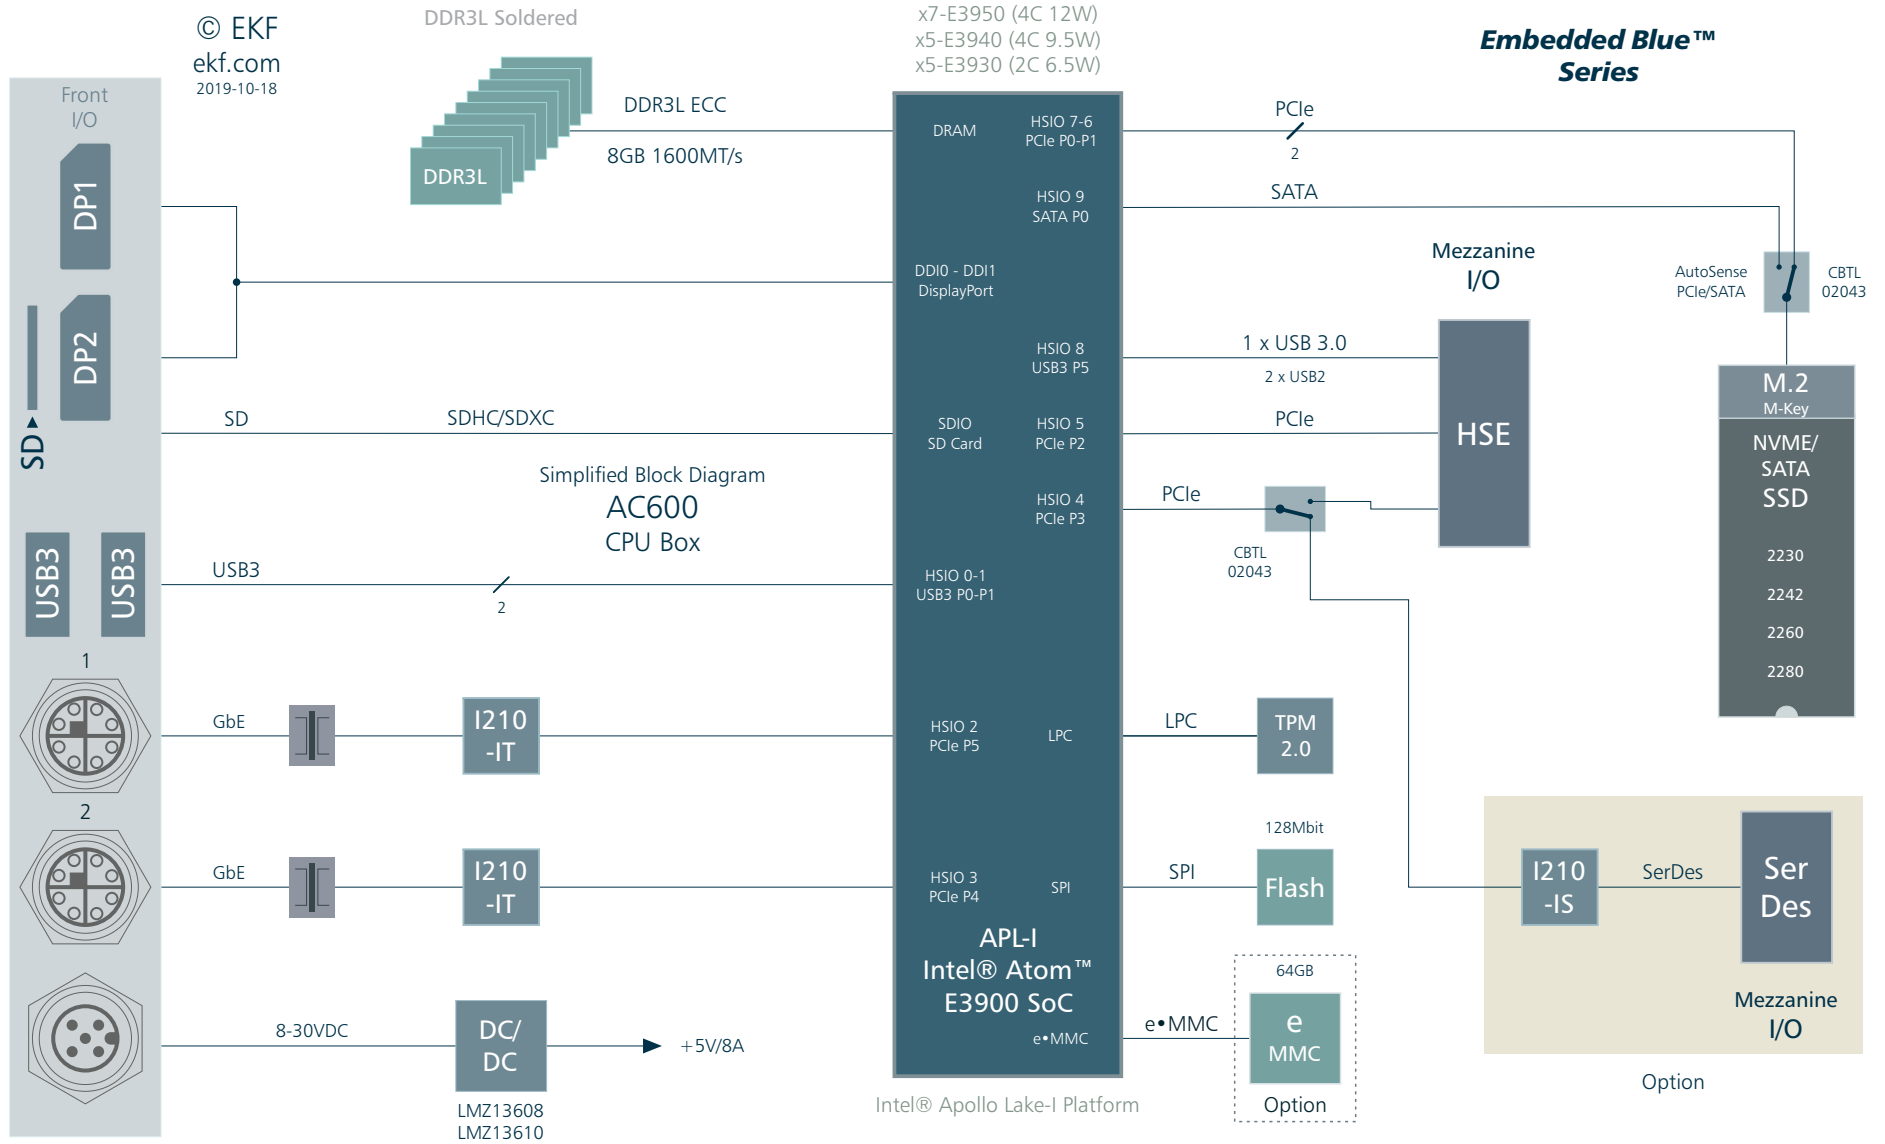 © EKF
ekf.com
2019-10-18
DDR3L Soldered
x7-E3950 (4C 12W)
x5-E3940 (4C 9.5W)
x5-E3930 (2C 6.5W)
Embedded Blue™
Series
Front
I/O
DP1
DP2
SD
USB3
USB3
1
2
DDR3L
DDR3L ECC
8GB 1600MT/s
SD
SDHC/SDXC
Simplified Block Diagram
AC600
CPU Box
USB3
2
GbE
I210
-IT
GbE
I210
-IT
8-30VDC
DC/
DC
+5V/8A
LMZ13608
LMZ13610
DRAM
HSIO 7-6
PCIe P0-P1
HSIO 9
SATA P0
DDI0 - DDI1
DisplayPort
HSIO 8
USB3 P5
SDIO
SD Card
HSIO 5
PCIe P2
HSIO 4
PCIe P3
HSIO 0-1
USB3 P0-P1
HSIO 2
PCIe P5
LPC
HSIO 3
PCIe P4
SPI
APL-I
Intel® Atom™
E3900 SoC
e•MMC
Intel® Apollo Lake-I Platform
PCIe
2
SATA
Mezzanine
I/O
1 x USB 3.0
2 x USB2
PCIe
PCIe
CBTL
02043
HSE
AutoSense
PCIe/SATA
CBTL
02043
M.2
M-Key
NVME/
SATA
SSD
2230
2242
2260
2280
LPC
TPM
2.0
128Mbit
SPI
Flash
64GB
e•MMC
e
MMC
Option
I210
-IS
SerDes
Ser
Des
Mezzanine
I/O
Option